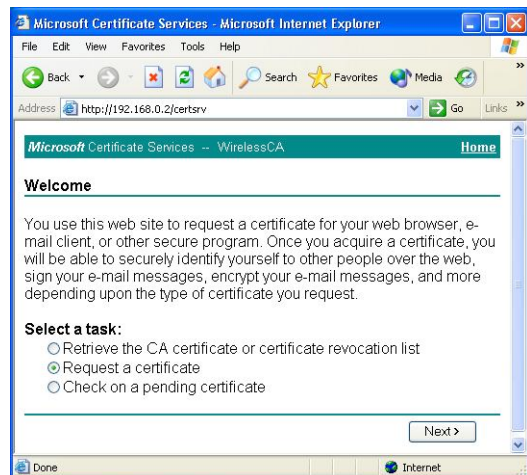 Microsoft Certificate Services - Microsoft Internet Explorer
File Edit View Favorites Tools Help
Back Search Favorites Media »
Address http://192.168.0.2/certsrv Go Links »
Microsoft Certificate Services -- WirelessCA Home
Welcome
You use this web site to request a certificate for your web browser, e-
mail client, or other secure program. Once you acquire a certificate, you
will be able to securely identify yourself to other people over the web,
sign your e-mail messages, encrypt your e-mail messages, and more
depending upon the type of certificate you request.
Select a task:
Retrieve the CA certificate or certificate revocation list
Request a certificate
Check on a pending certificate
Next >
Done Internet